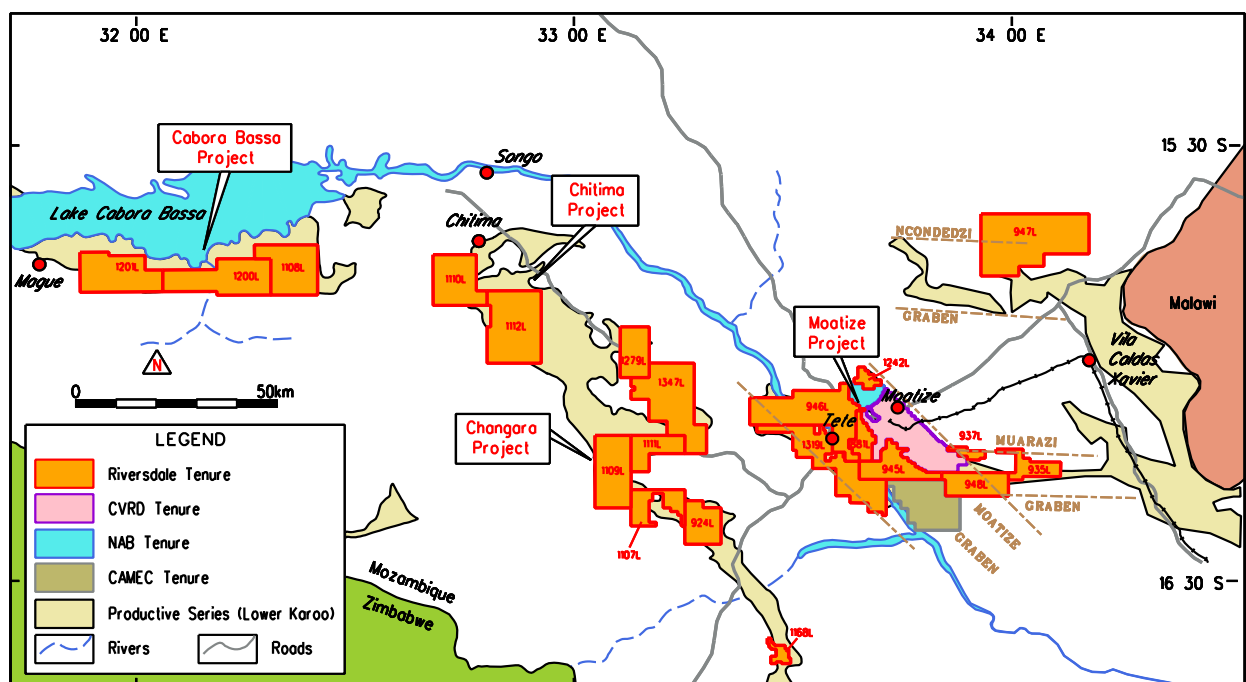 32 00 E
33 00 E
34 00 E
15 30 S
Cabora Bassa
Project
Songo
Chitima
Project
Lake Cabora Bassa
Chitima
NCONDEDZI
947L
Mague
1201L
1200L
1108L
1110L
Malawi
GRABEN
Moatize
Project
1112L
N
0
50km
1279L
1347L
1242L
Vila
Caldas
Xavier
Moatize
946L
Tete
Changara
Project
1111L
1319L
937L
MUARAZI
1109L
945L
935L
948L
GRABEN
924L
1107L
MOATIZE
GRABEN
16 30 S
Mozambique
Zimbabwe
1168L
LEGEND
Riversdale Tenure
CVRD Tenure
NAB Tenure
CAMEC Tenure
Productive Series (Lower Karoo)
Rivers
Roads